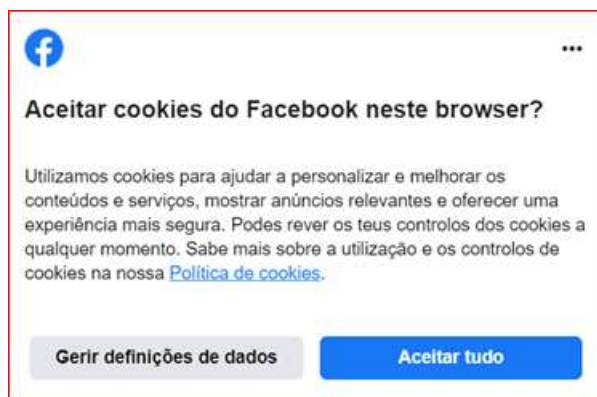 Aceitar cookies do Facebook neste browser?
Utilizamos cookies para ajudar a personalizar e melhorar os
conteúdos e serviços, mostrar anúncios relevantes e oferecer uma
experiência mais segura. Podes rever os teus controlos dos cookies a
qualquer momento. Sabe mais sobre a utilização e os controlos de
cookies na nossa Política de cookies.
Gerir definições de dados
Aceitar tudo